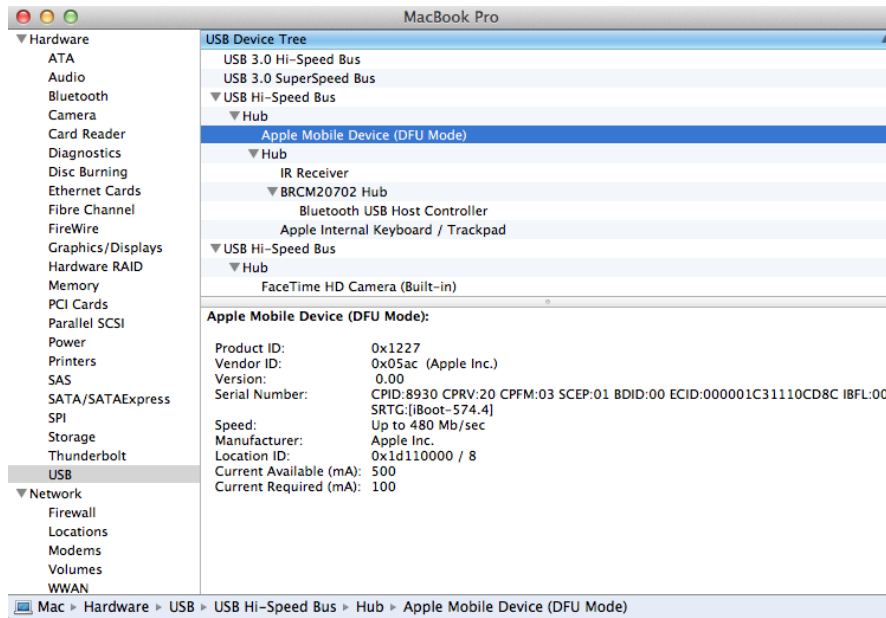 MacBook Pro
Hardware
ATA
Audio
Bluetooth
Camera
Card Reader
Diagnostics
Disc Burning
Ethernet Cards
Fibre Channel
FireWire
Graphics/Displays
Hardware RAID
Memory
PCI Cards
Parallel SCSI
Power
Printers
SAS
SATA/SATAExpress
SPI
Storage
Thunderbolt
USB
Network
Firewall
Locations
Modems
Volumes
WWAN
USB Device Tree
USB 3.0 Hi-Speed Bus
USB 3.0 SuperSpeed Bus
USB Hi-Speed Bus
Hub
Apple Mobile Device (DFU Mode)
Hub
IR Receiver
BRCM20702 Hub
Bluetooth USB Host Controller
Apple Internal Keyboard / Trackpad
USB Hi-Speed Bus
Hub
FaceTime HD Camera (Built-in)
Apple Mobile Device (DFU Mode):
Product ID: 0x1227
Vendor ID: 0x05ac (Apple Inc.)
Version: 0.00
Serial Number: CPID:8930 CPRV:20 CPFM:03 SCEP:01 BDID:00 ECID:000001C31110CD8C IBFL:00
SRTG:[iBoot-574.4]
Speed: Up to 480 Mb/sec
Manufacturer: Apple Inc.
Location ID: 0x1d110000 / 8
Current Available (mA): 500
Current Required (mA): 100
Mac ▸ Hardware ▸ USB ▸ USB Hi-Speed Bus ▸ Hub ▸ Apple Mobile Device (DFU Mode)